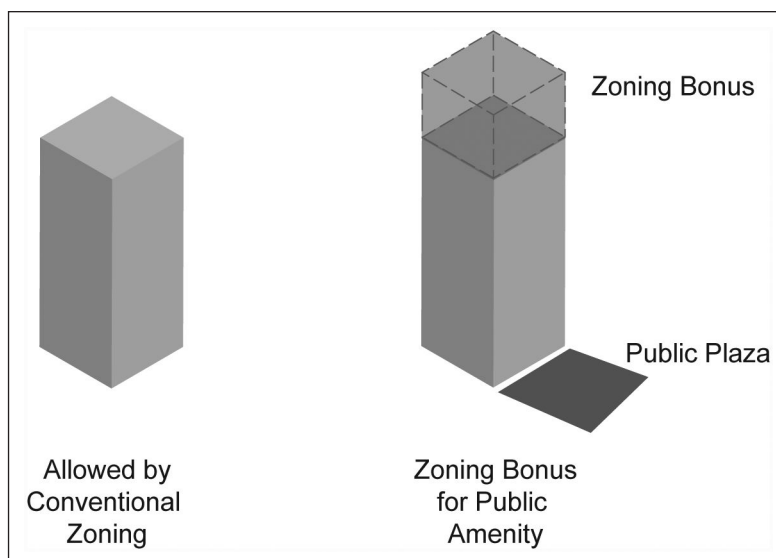 Zoning Bonus
Public Plaza
Allowed by
Conventional
Zoning
Zoning Bonus
for Public
Amenity